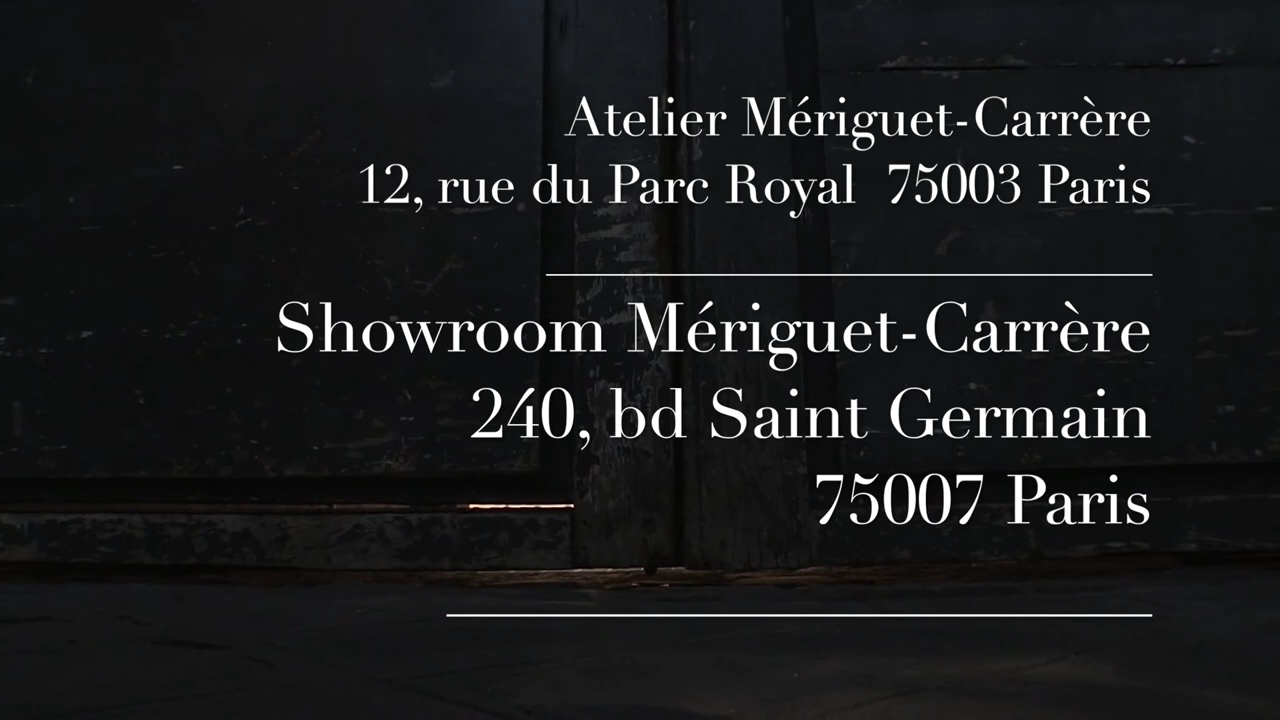 Atelier Mériguet-Carrère
12, rue du Parc Royal  75003 Paris
Showroom Mériguet-Carrère
240, bd Saint Germain
75007 Paris